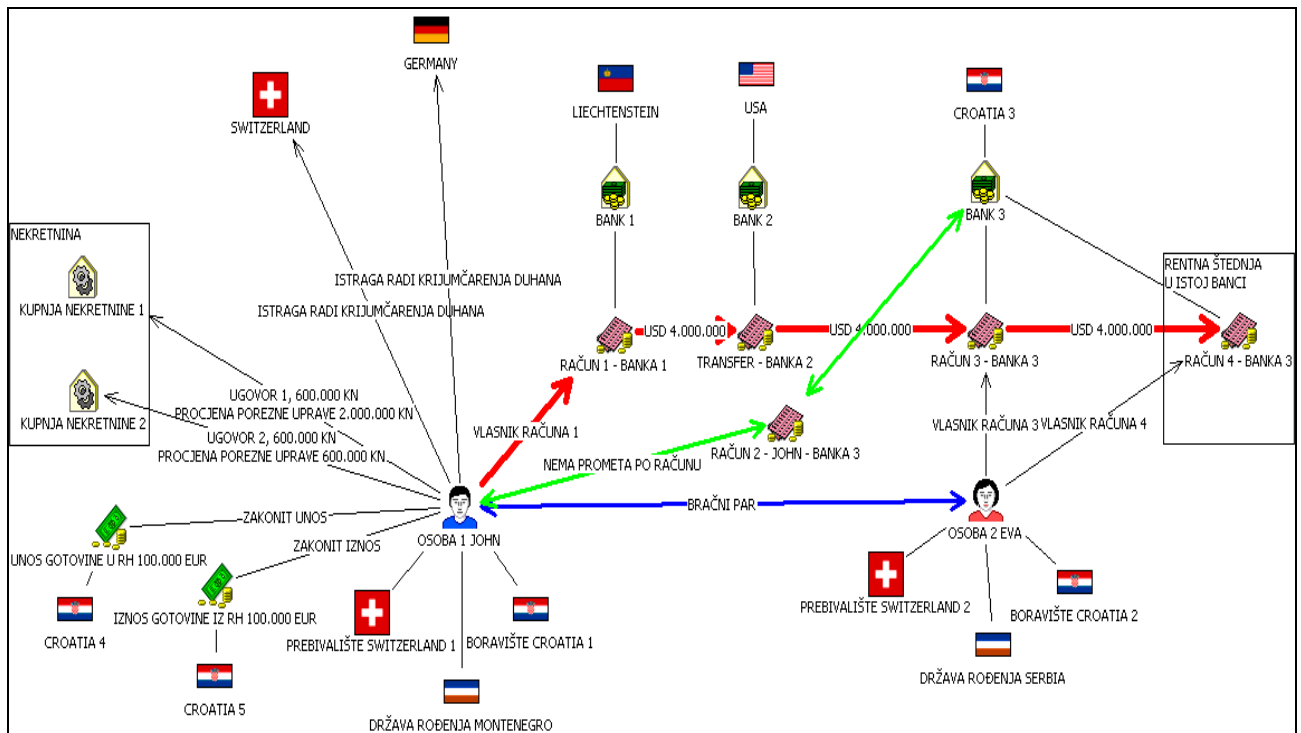 GERMANY
SWITZERLAND
LIECHTENSTEIN
USA
CROATIA 3
BANK 1
BANK 2
BANK 3
NEKRETNINA
KUPNJA NEKRETNINE 1
KUPNJA NEKRETNINE 2
ISTRAGA RADI KRIJUMČARENJA DUHANA
ISTRAGA RADI KRIJUMČARENJA DUHANA
RENTNA ŠTEDNJA
U ISTOJ BANCI
USD 4.000.000
USD 4.000.000
USD 4.000.000
RAČUN 1 - BANKA 1
TRANSFER - BANKA 2
RAČUN 3 - BANKA 3
RAČUN 4 - BANKA 3
UGOVOR 1, 600.000 KN
PROCJENA POREZNE UPRAVE 2.000.000 KN
UGOVOR 2, 600.000 KN
PROCJENA POREZNE UPRAVE 600.000 KN
VLASNIK RAČUNA 1
VLASNIK RAČUNA 3
VLASNIK RAČUNA 4
RAČUN 2 - JOHN - BANKA 3
NEMA PROMETA PO RAČUNU
BRAČNI PAR
ZAKONIT UNOS
ZAKONIT IZNOS
OSOBA 1 JOHN
OSOBA 2 EVA
UNOS GOTOVINE U RH 100.000 EUR
IZNOS GOTOVINE IZ RH 100.000 EUR
CROATIA 4
CROATIA 5
PREBIVALIŠTE SWITZERLAND 1
BORAVIŠTE CROATIA 1
DRŽAVA ROĐENJA MONTENEGRO
PREBIVALIŠTE SWITZERLAND 2
BORAVIŠTE CROATIA 2
DRŽAVA ROĐENJA SERBIA